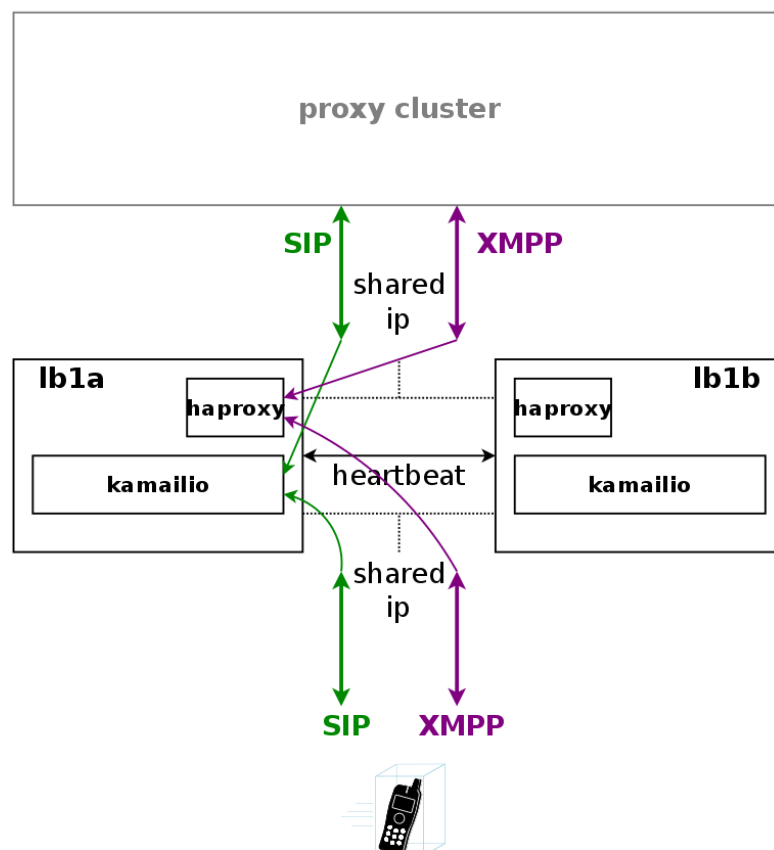 proxy cluster
SIP
XMPP
shared
ip
lb1a
lb1b
haproxy
haproxy
heartbeat
kamailio
kamailio
shared
ip
SIP
XMPP